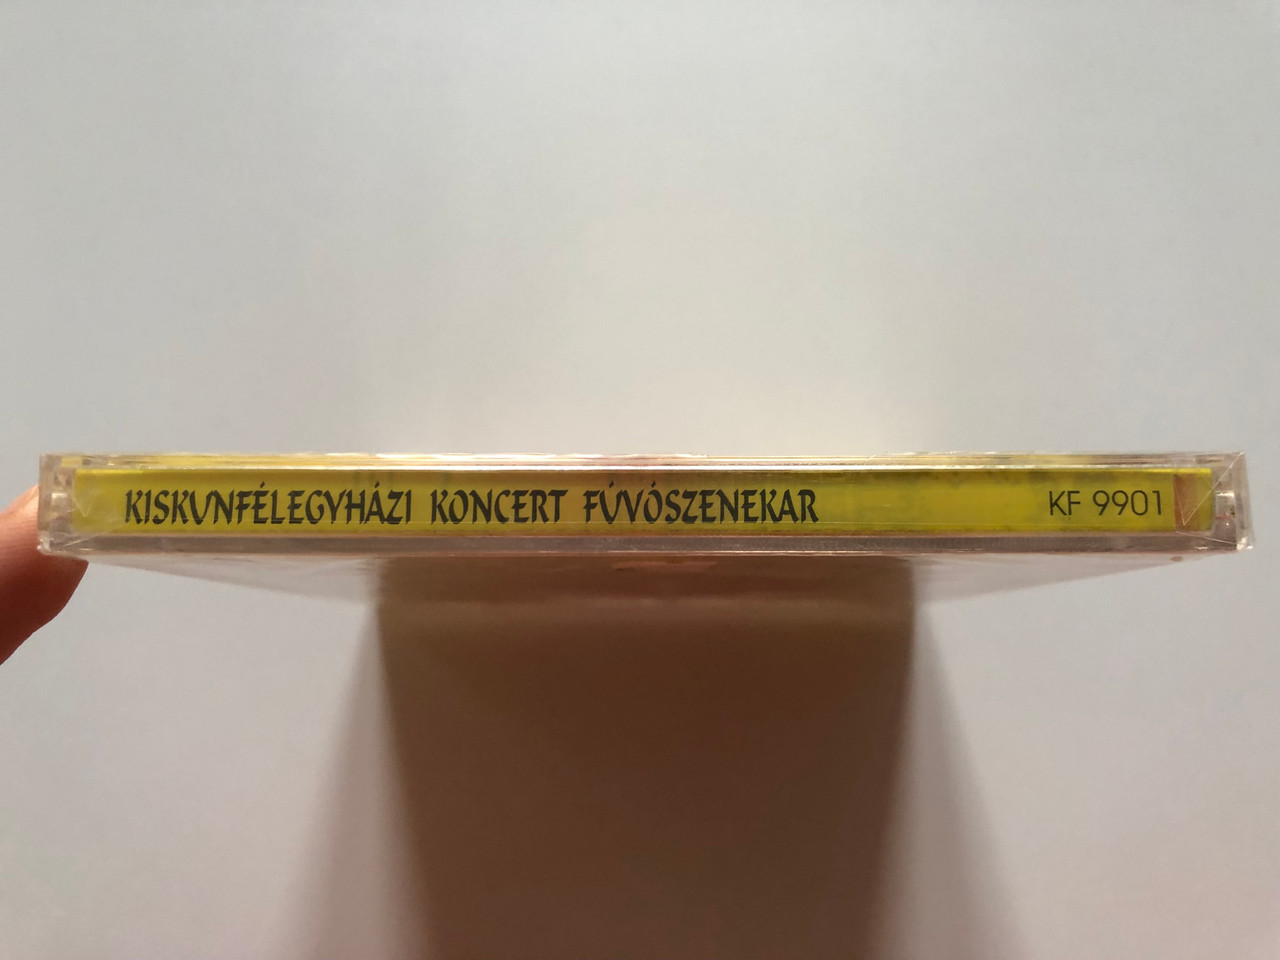 KISKUNFÉLEGYHÁZI KONCERT FÚVÓSZENEKAR KF 9901